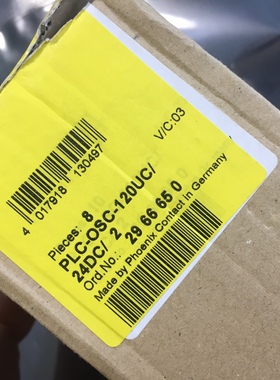 V/C:03
4 017918 130497
Pieces: 8
PLC-OSC-120UC/
24DC/ 2
Ord.No.: 29 66 65 0
Made by Phoenix Contact in Germany